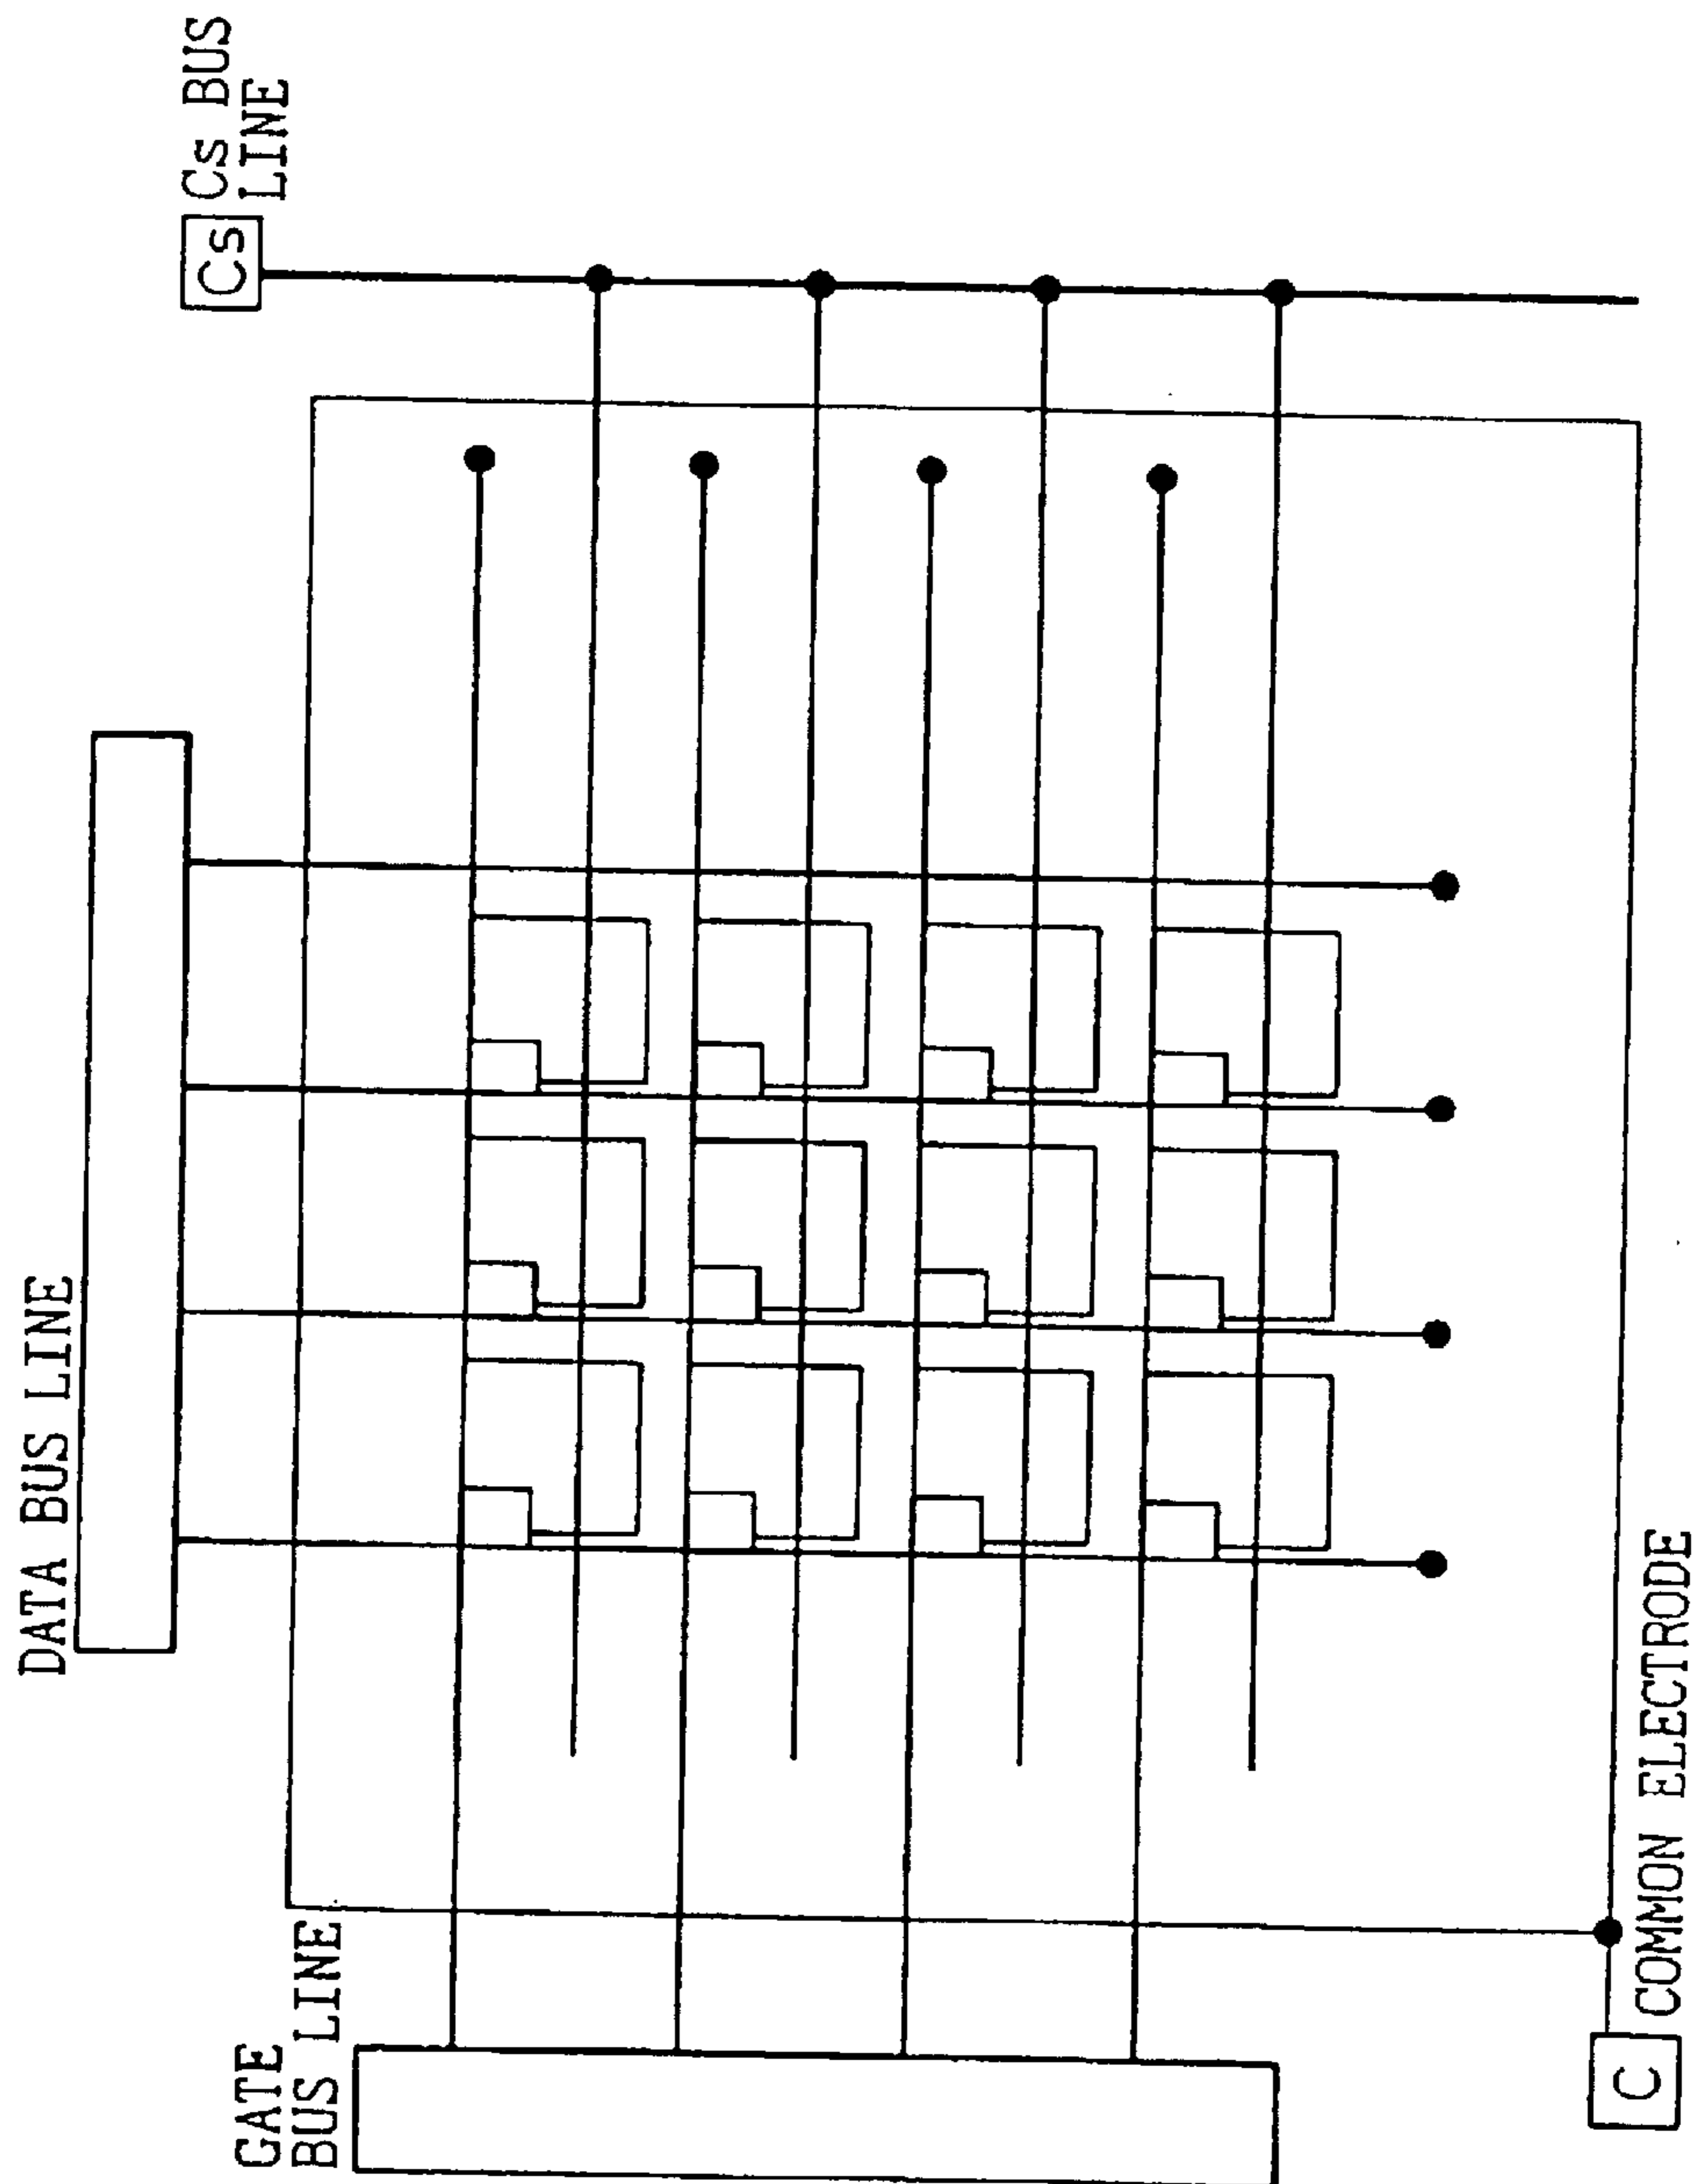 DATA BUS LINE
Cs
Cs BUS
LINE
GATE
BUS LINE
C
COMMON ELECTRODE